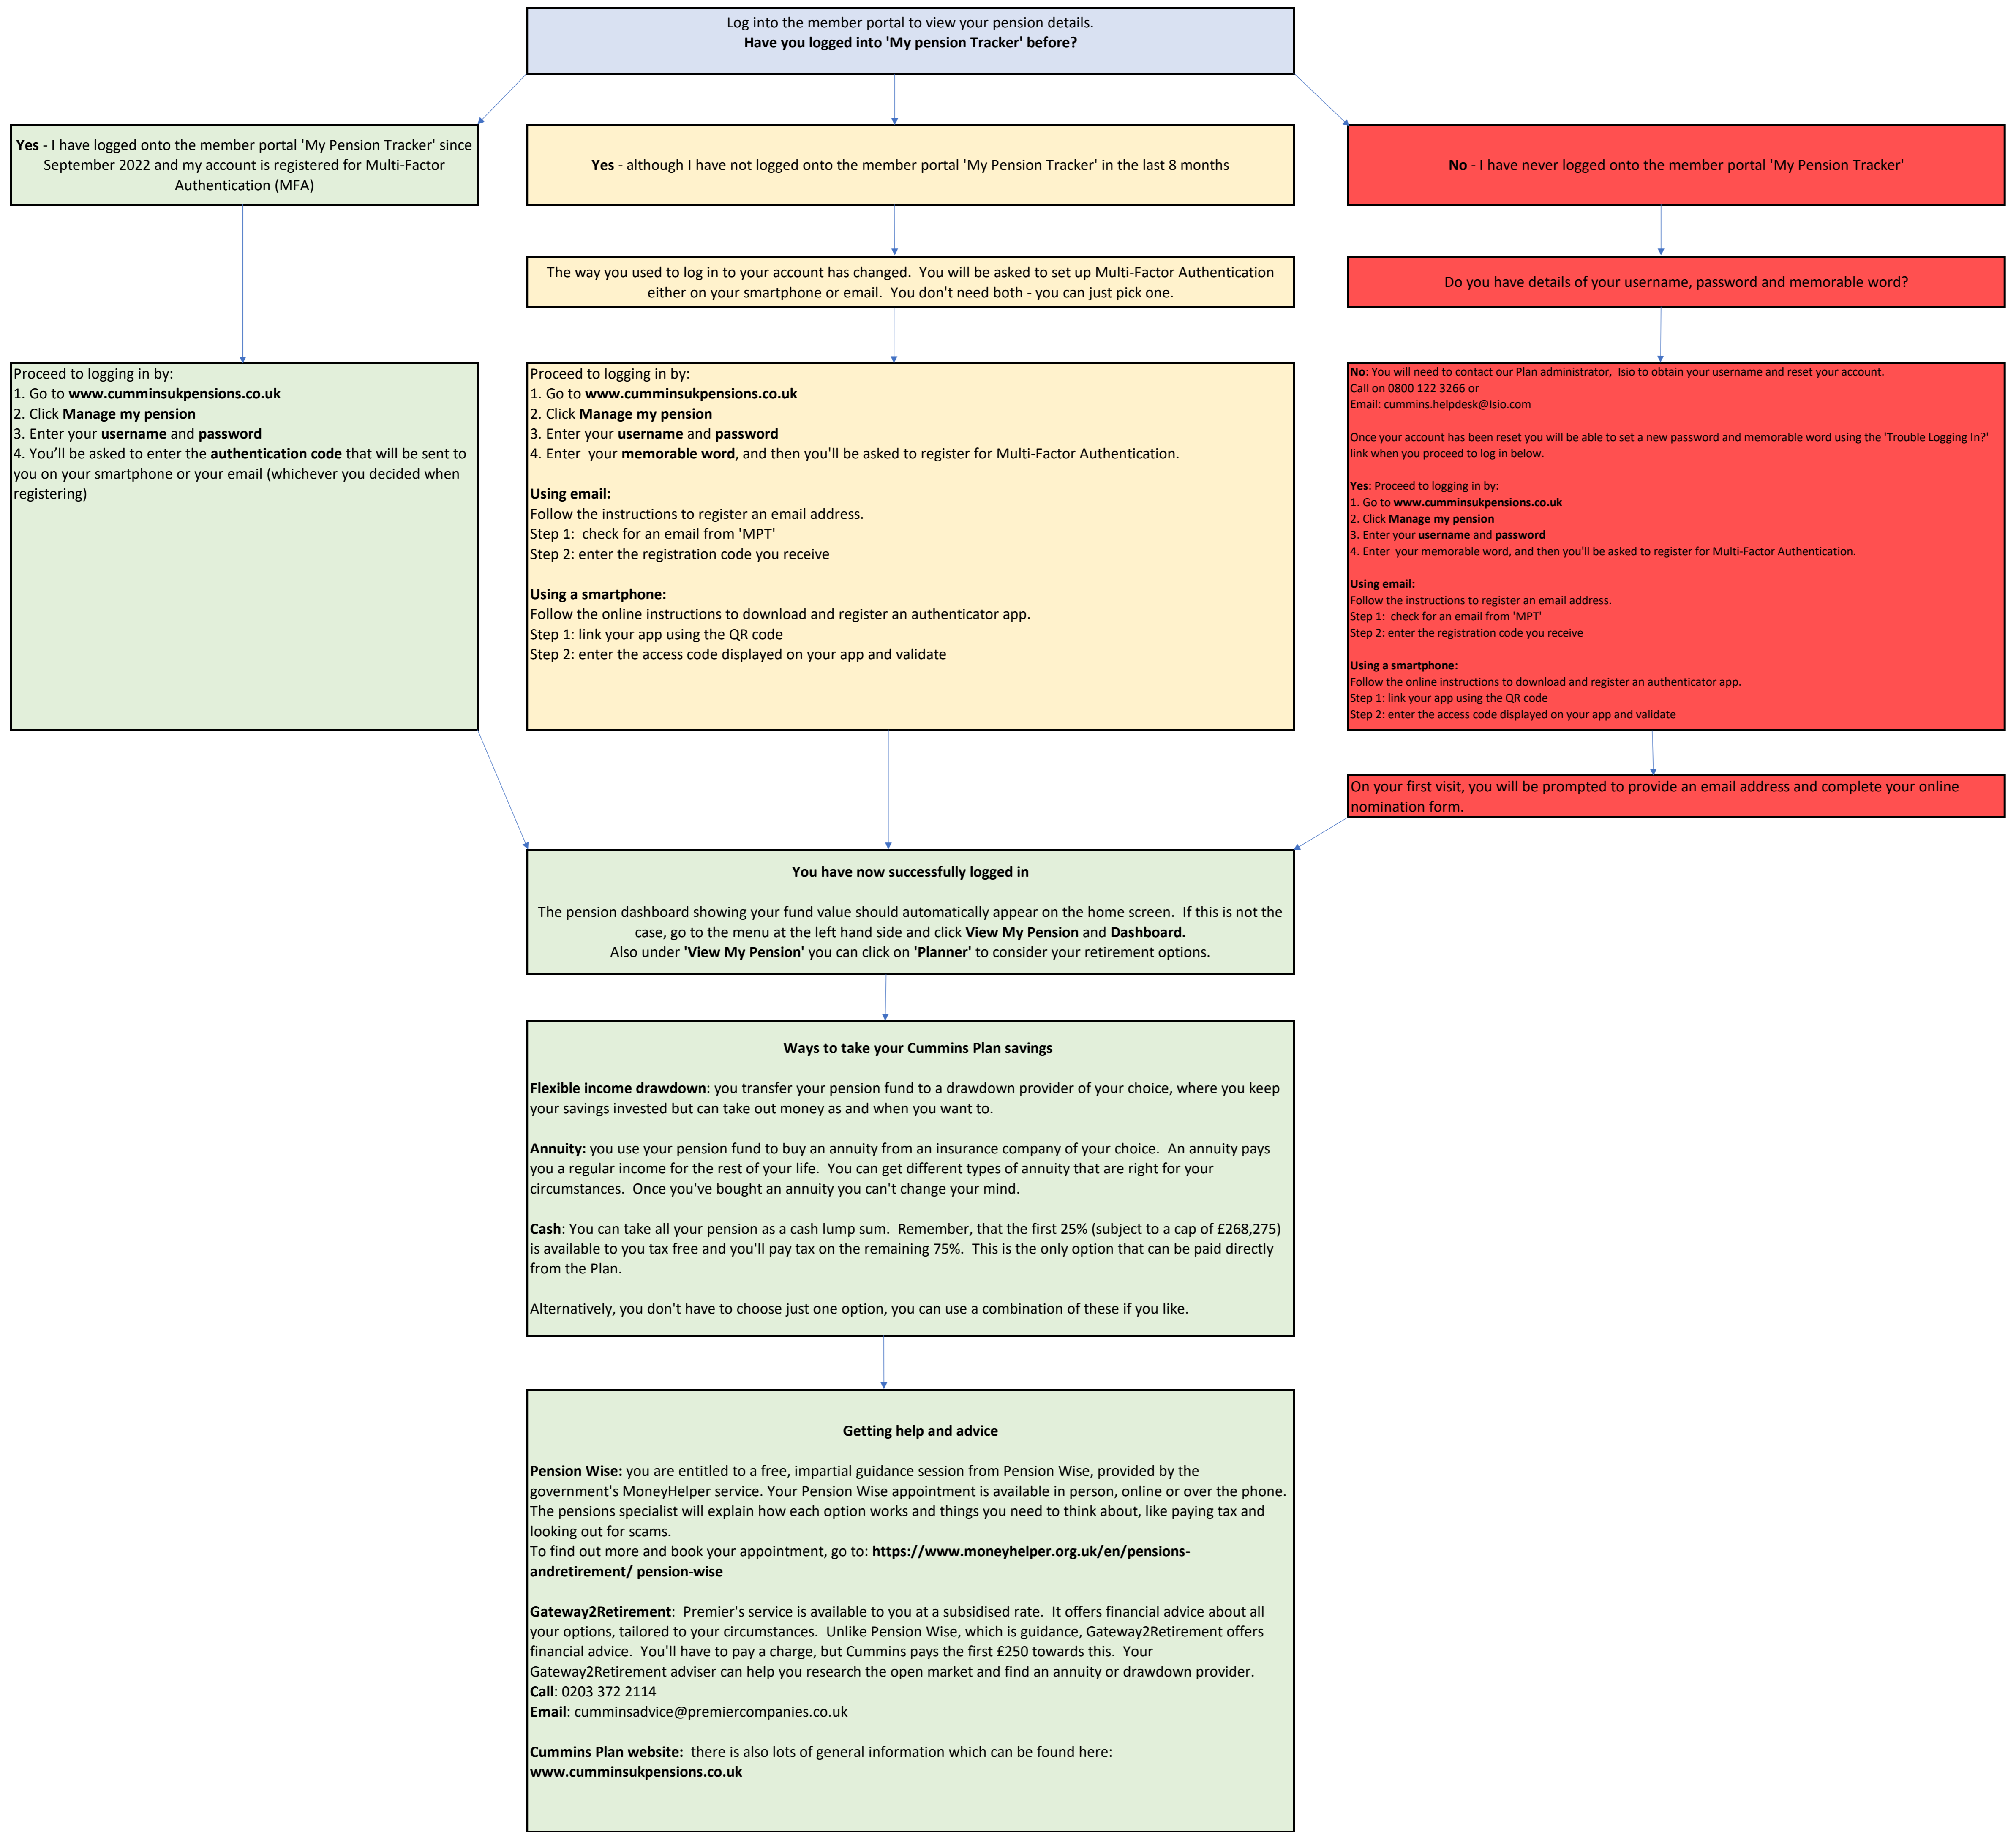 Log into the member portal to view your pension details.
Have you logged into 'My pension Tracker' before?
Yes - I have logged onto the member portal 'My Pension Tracker' since
September 2022 and my account is registered for Multi-Factor
Authentication (MFA)
Yes - although I have not logged onto the member portal 'My Pension Tracker' in the last 8 months
No - I have never logged onto the member portal 'My Pension Tracker'
The way you used to log in to your account has changed. You will be asked to set up Multi-Factor Authentication
either on your smartphone or email. You don't need both - you can just pick one.
Do you have details of your username, password and memorable word?
Proceed to logging in by:
1. Go to www.cumminsukpensions.co.uk
2. Click Manage my pension
3. Enter your username and password
4. You’ll be asked to enter the authentication code that will be sent to
you on your smartphone or your email (whichever you decided when
registering)
Proceed to logging in by:
1. Go to www.cumminsukpensions.co.uk
2. Click Manage my pension
3. Enter your username and password
4. Enter your memorable word, and then you'll be asked to register for Multi-Factor Authentication.
Using email:
Follow the instructions to register an email address.
Step 1: check for an email from 'MPT'
Step 2: enter the registration code you receive
Using a smartphone:
Follow the online instructions to download and register an authenticator app.
Step 1: link your app using the QR code
Step 2: enter the access code displayed on your app and validate
No: You will need to contact our Plan administrator, Isio to obtain your username and reset your account.
Call on 0800 122 3266 or
Email: cummins.helpdesk@Isio.com
Once your account has been reset you will be able to set a new password and memorable word using the 'Trouble Logging In?'
link when you proceed to log in below.
Yes: Proceed to logging in by:
1. Go to www.cumminsukpensions.co.uk
2. Click Manage my pension
3. Enter your username and password
4. Enter your memorable word, and then you'll be asked to register for Multi-Factor Authentication.
Using email:
Follow the instructions to register an email address.
Step 1: check for an email from 'MPT'
Step 2: enter the registration code you receive
Using a smartphone:
Follow the online instructions to download and register an authenticator app.
Step 1: link your app using the QR code
Step 2: enter the access code displayed on your app and validate
On your first visit, you will be prompted to provide an email address and complete your online
nomination form.
You have now successfully logged in
The pension dashboard showing your fund value should automatically appear on the home screen. If this is not the
case, go to the menu at the left hand side and click View My Pension and Dashboard.
Also under 'View My Pension' you can click on 'Planner' to consider your retirement options.
Ways to take your Cummins Plan savings
Flexible income drawdown: you transfer your pension fund to a drawdown provider of your choice, where you keep
your savings invested but can take out money as and when you want to.
Annuity: you use your pension fund to buy an annuity from an insurance company of your choice. An annuity pays
you a regular income for the rest of your life. You can get different types of annuity that are right for your
circumstances. Once you've bought an annuity you can't change your mind.
Cash: You can take all your pension as a cash lump sum. Remember, that the first 25% (subject to a cap of £268,275)
is available to you tax free and you'll pay tax on the remaining 75%. This is the only option that can be paid directly
from the Plan.
Alternatively, you don't have to choose just one option, you can use a combination of these if you like.
Getting help and advice
Pension Wise: you are entitled to a free, impartial guidance session from Pension Wise, provided by the
government's MoneyHelper service. Your Pension Wise appointment is available in person, online or over the phone.
The pensions specialist will explain how each option works and things you need to think about, like paying tax and
looking out for scams.
To find out more and book your appointment, go to: https://www.moneyhelper.org.uk/en/pensions-
andretirement/ pension-wise
Gateway2Retirement: Premier's service is available to you at a subsidised rate. It offers financial advice about all
your options, tailored to your circumstances. Unlike Pension Wise, which is guidance, Gateway2Retirement offers
financial advice. You'll have to pay a charge, but Cummins pays the first £250 towards this. Your
Gateway2Retirement adviser can help you research the open market and find an annuity or drawdown provider.
Call: 0203 372 2114
Email: cumminsadvice@premiercompanies.co.uk
Cummins Plan website: there is also lots of general information which can be found here:
www.cumminsukpensions.co.uk